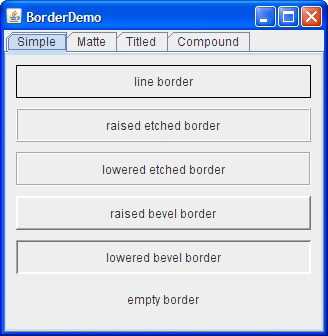 BorderDemo
Simple Matte Titled Compound
line border
raised etched border
lowered etched border
raised bevel border
lowered bevel border
empty border